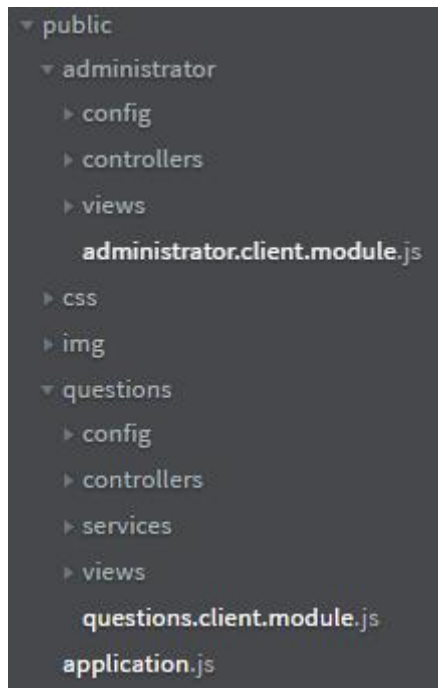 public
administrator
config
controllers
views
administrator.client.module.js
css
img
questions
config
controllers
services
views
questions.client.module.js
application.js